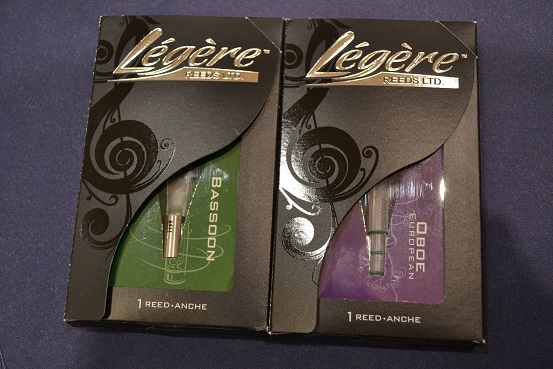 Légère™
REEDS LTD.
BASSOON
1 REED • ANCHE
Légère™
REEDS LTD.
OBOE
EUROPEAN
1 REED • ANCHE